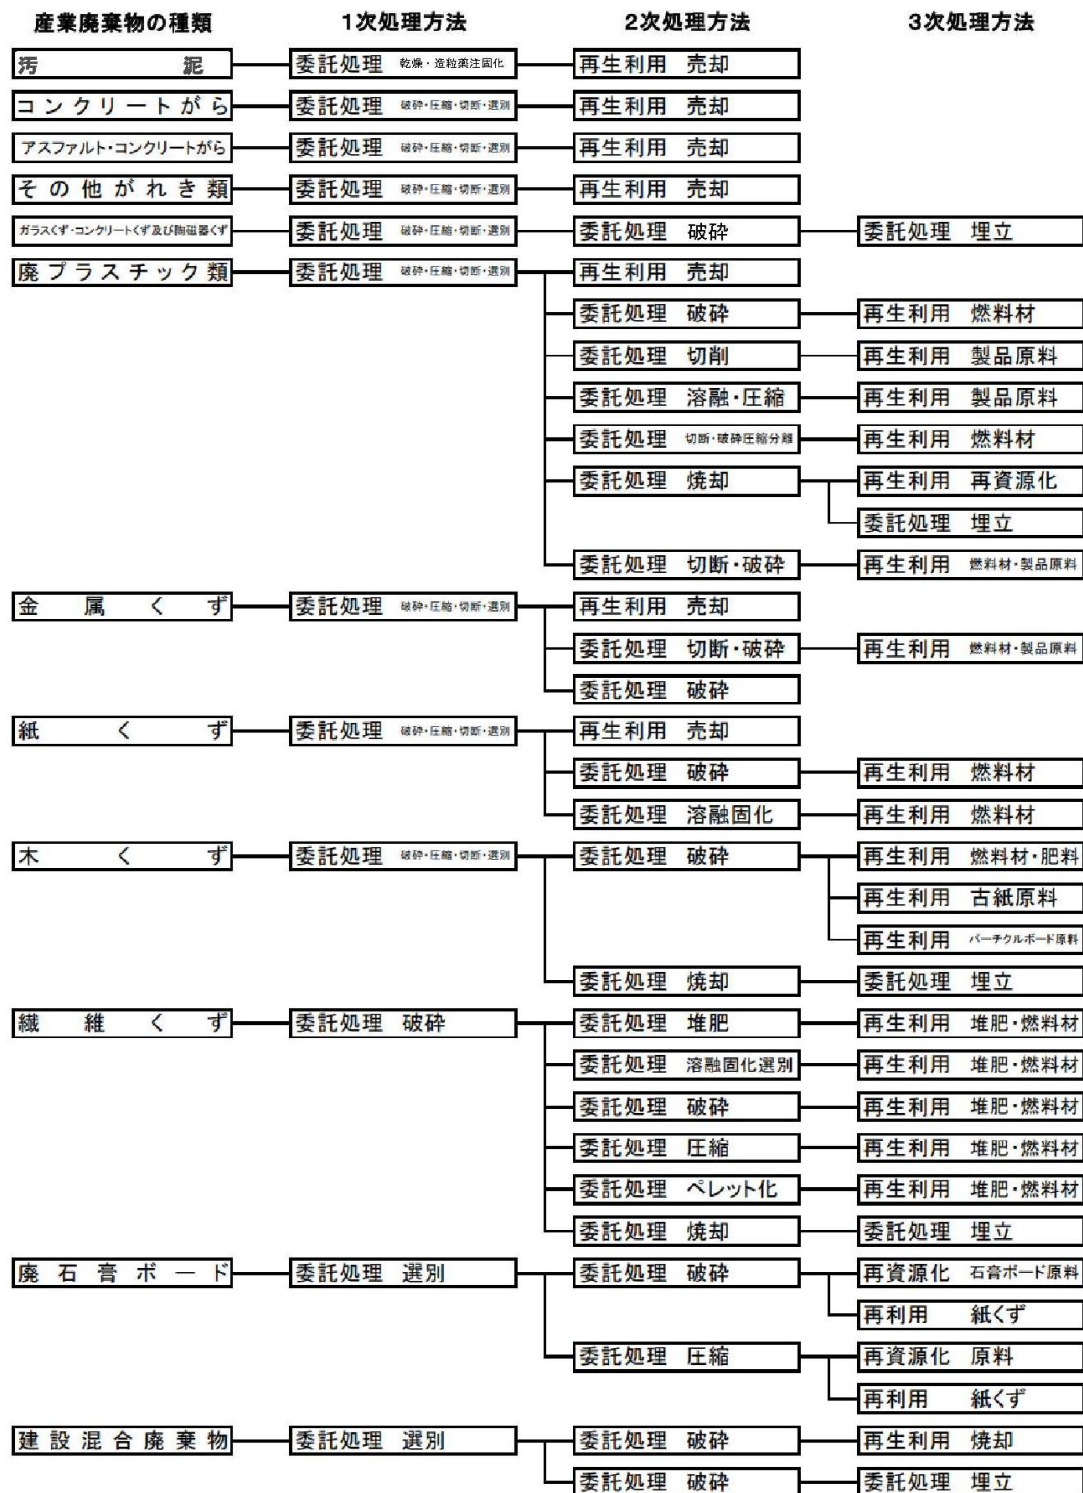 産業廃棄物の種類 1次処理方法 2次処理方法 3次処理方法
汚泥 委託処理 乾燥・造粒薬注固化 再生利用 売却
コンクリートがら 委託処理 破砕・圧縮・切断・選別 再生利用 売却
アスファルト・コンクリートがら 委託処理 破砕・圧縮・切断・選別 再生利用 売却
その他がれき類 委託処理 破砕・圧縮・切断・選別 再生利用 売却
ガラスくず・コンクリートくず及び陶磁器くず 委託処理 破砕・圧縮・切断・選別 委託処理 破砕 委託処理 埋立
廃プラスチック類 委託処理 破砕・圧縮・切断・選別 再生利用 売却
委託処理 破砕 再生利用 燃料材
委託処理 切削 再生利用 製品原料
委託処理 溶融・圧縮 再生利用 製品原料
委託処理 切断・破砕圧縮分離 再生利用 燃料材
委託処理 焼却 再生利用 再資源化
委託処理 埋立
委託処理 切断・破砕 再生利用 燃料材・製品原料
金属くず 委託処理 破砕・圧縮・切断・選別 再生利用 売却
委託処理 切断・破砕 再生利用 燃料材・製品原料
委託処理 破砕
紙くず 委託処理 破砕・圧縮・切断・選別 再生利用 売却
委託処理 破砕 再生利用 燃料材
委託処理 溶融固化 再生利用 燃料材
木くず 委託処理 破砕・圧縮・切断・選別 委託処理 破砕 再生利用 燃料材・肥料
再生利用 古紙原料
再生利用 パーチクルボード原料
委託処理 焼却 委託処理 埋立
繊維くず 委託処理 破砕 委託処理 堆肥 再生利用 堆肥・燃料材
委託処理 溶融固化選別 再生利用 堆肥・燃料材
委託処理 破砕 再生利用 堆肥・燃料材
委託処理 圧縮 再生利用 堆肥・燃料材
委託処理 ペレット化 再生利用 堆肥・燃料材
委託処理 焼却 委託処理 埋立
廃石膏ボード 委託処理 選別 委託処理 破砕 再資源化 石膏ボード原料
再利用 紙くず
委託処理 圧縮 再資源化 原料
再利用 紙くず
建設混合廃棄物 委託処理 選別 委託処理 破砕 再生利用 焼却
委託処理 破砕 委託処理 埋立